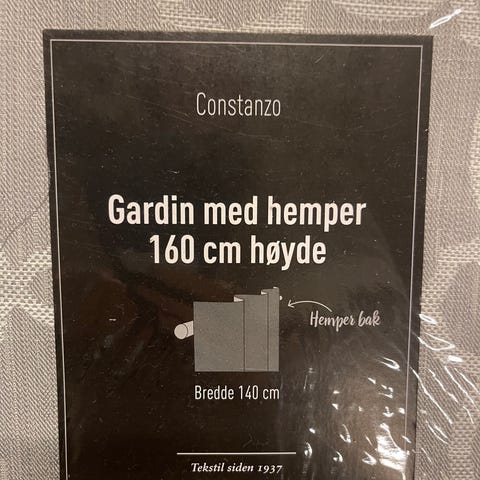 Constanzo
Gardin med hemper
160 cm høyde
Hemper bak
Bredde 140 cm
Tekstil siden 1937